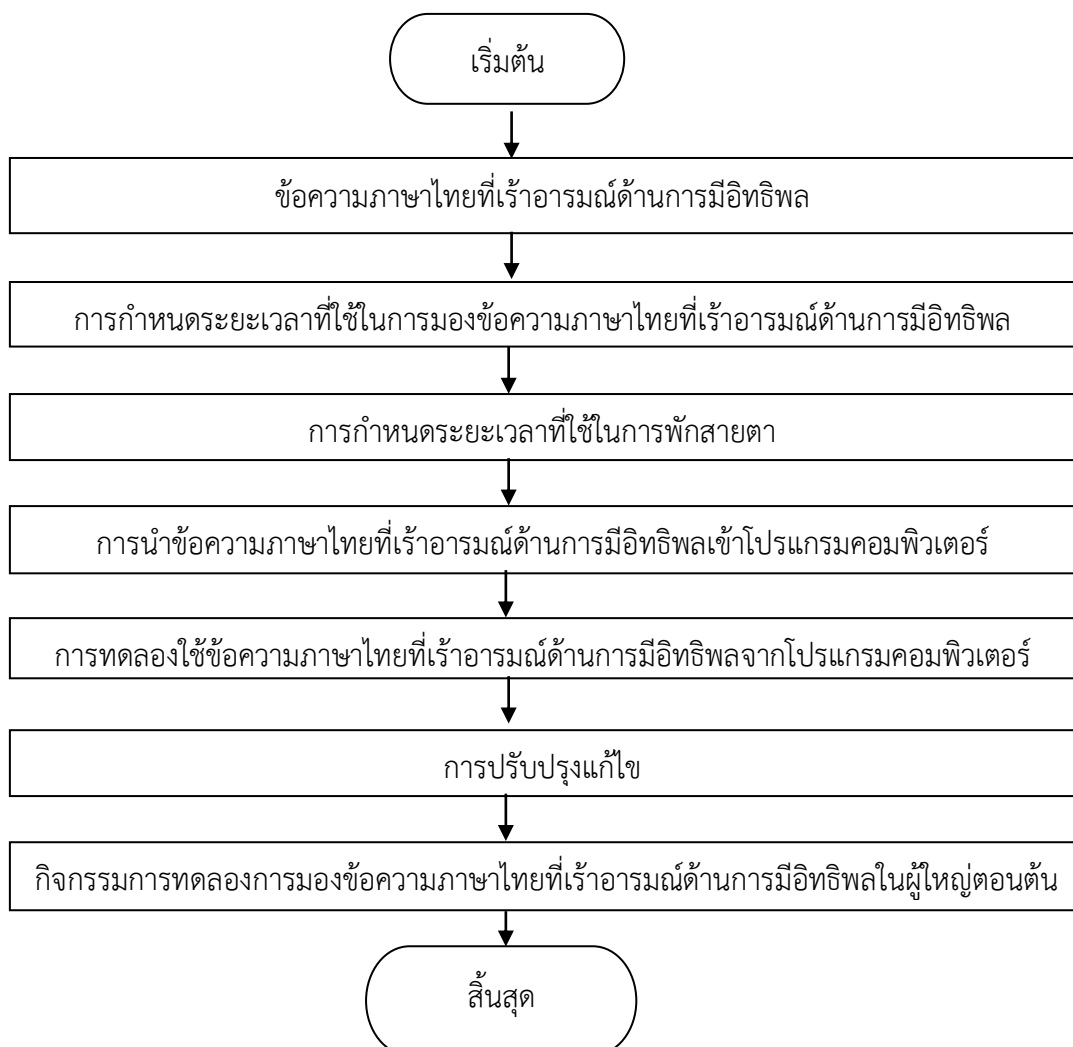 เริ่มต้น
ข้อความภาษาไทยที่เร้าอารมณ์ด้านการมีอิทธิพล
การกำหนดระยะเวลาที่ใช้ในการมองข้อความภาษาไทยที่เร้าอารมณ์ด้านการมีอิทธิพล
การกำหนดระยะเวลาที่ใช้ในการพักสายตา
การนำข้อความภาษาไทยที่เร้าอารมณ์ด้านการมีอิทธิพลเข้าโปรแกรมคอมพิวเตอร์
การทดลองใช้ข้อความภาษาไทยที่เร้าอารมณ์ด้านการมีอิทธิพลจากโปรแกรมคอมพิวเตอร์
การปรับปรุงแก้ไข
กิจกรรมการทดลองการมองข้อความภาษาไทยที่เร้าอารมณ์ด้านการมีอิทธิพลในผู้ใหญ่ตอนต้น
สิ้นสุด